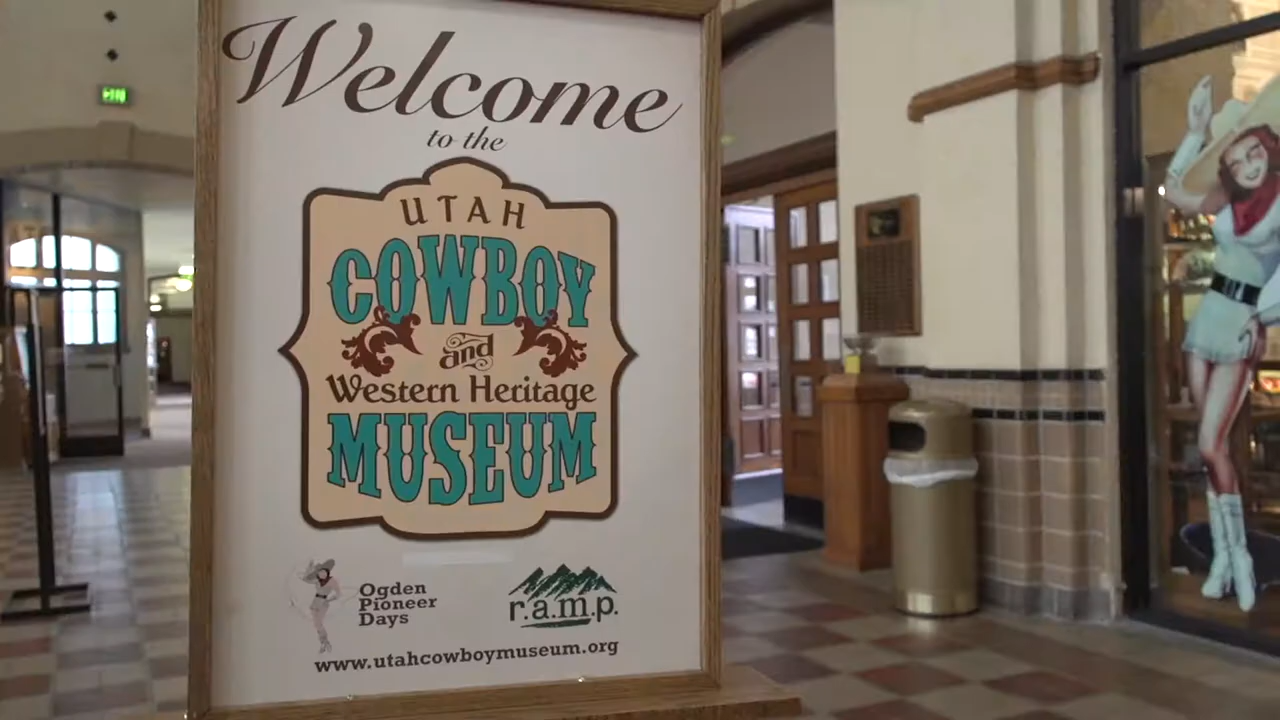 Welcome
to the
UTAH
COWBOY
and
Western Heritage
MUSEUM
Ogden
Pioneer
Days
r.a.m.p.
www.utahcowboymuseum.org
EXIT